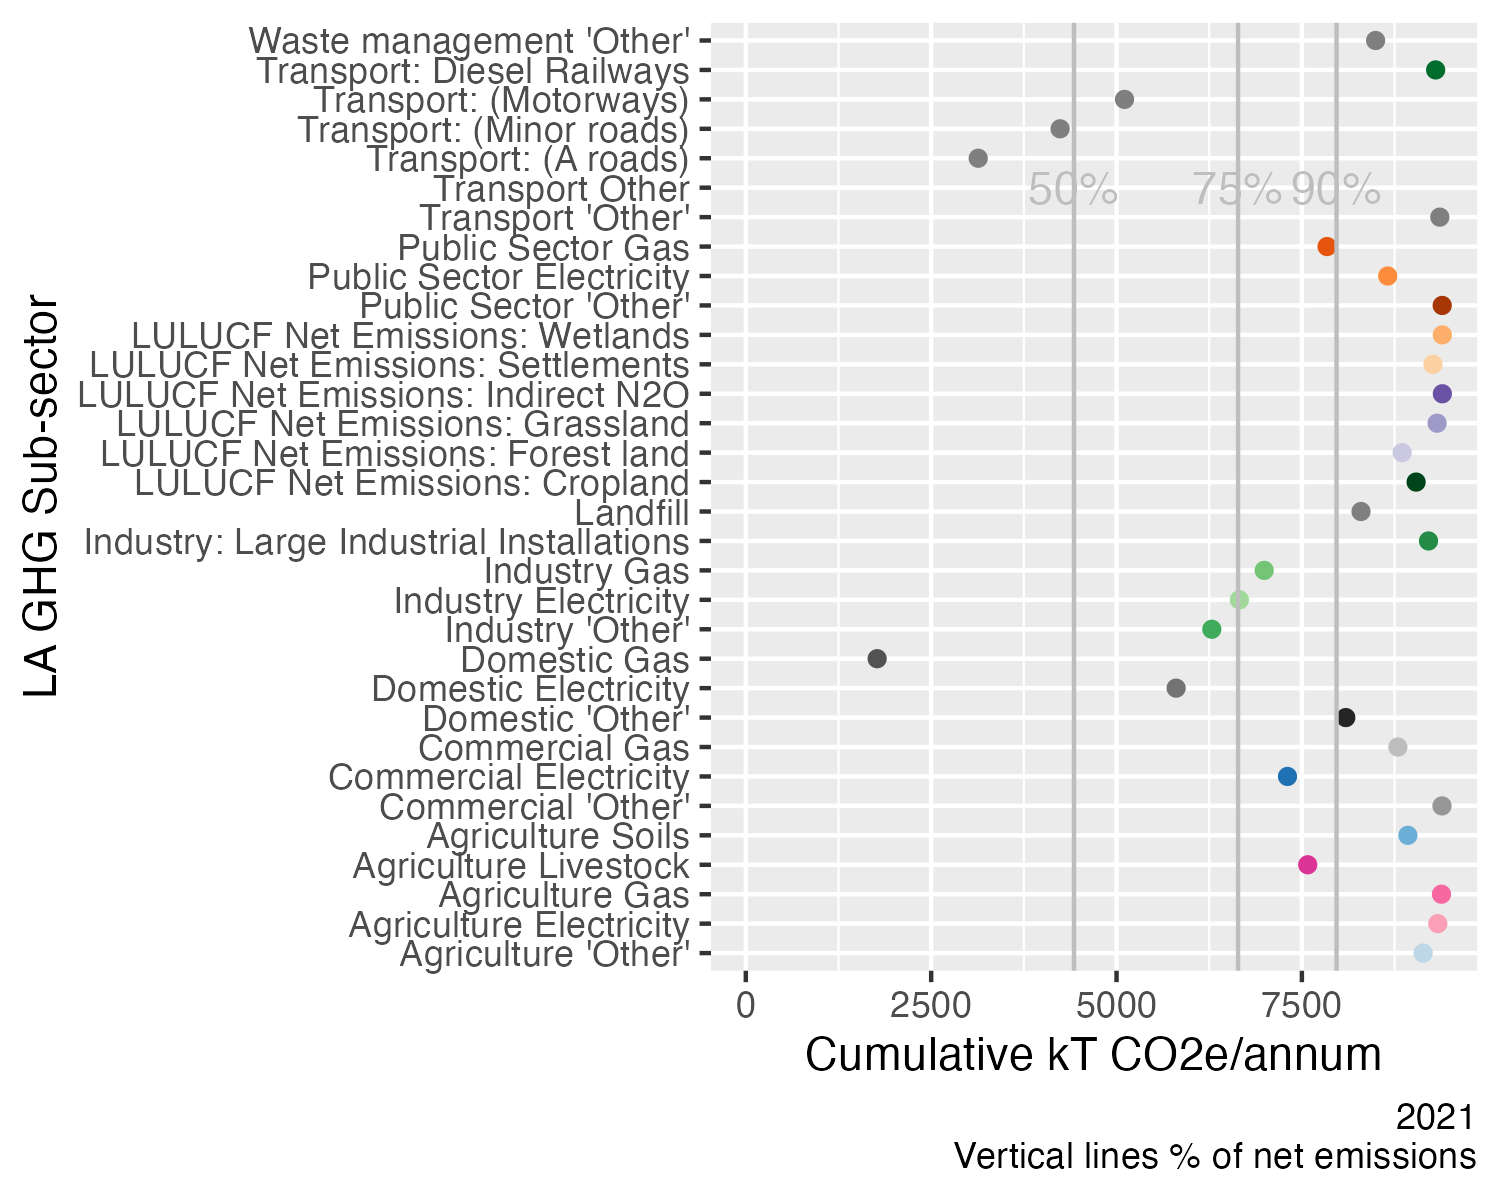 Waste management 'Other'
Transport: Diesel Railways
Transport: (Motorways)
Transport: (Minor roads)
Transport: (A roads)
Transport Other
50% 75% 90%
Transport 'Other'
Public Sector Gas
Public Sector Electricity
Public Sector 'Other'
LULUCF Net Emissions: Wetlands
LULUCF Net Emissions: Settlements
LULUCF Net Emissions: Indirect N2O
LULUCF Net Emissions: Grassland
LULUCF Net Emissions: Forest land
LULUCF Net Emissions: Cropland
Landfill
Industry: Large Industrial Installations
Industry Gas
Industry Electricity
Industry 'Other'
Domestic Gas
Domestic Electricity
Domestic 'Other'
Commercial Gas
Commercial Electricity
Commercial 'Other'
Agriculture Soils
Agriculture Livestock
Agriculture Gas
Agriculture Electricity
Agriculture 'Other'
LA GHG Sub-sector
0 2500 5000 7500
Cumulative kT CO2e/annum
2021
Vertical lines % of net emissions